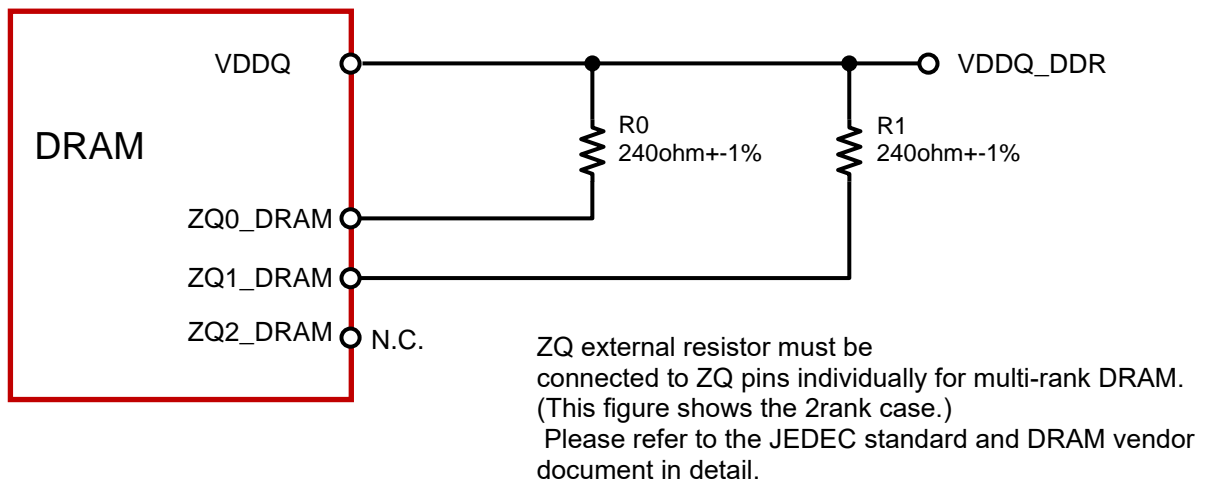 VDDQ
VDDQ_DDR
DRAM
R0
240ohm+-1%
R1
240ohm+-1%
ZQ0_DRAM
ZQ1_DRAM
ZQ2_DRAM
N.C.
ZQ external resistor must be
connected to ZQ pins individually for multi-rank DRAM.
(This figure shows the 2rank case.)
Please refer to the JEDEC standard and DRAM vendor
document in detail.